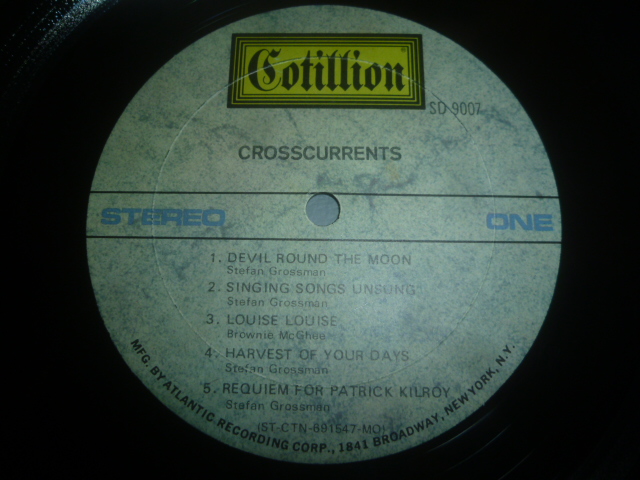 Cotillion
SD 9007
CROSSCURRENTS
STEREO ONE
1. DEVIL ROUND THE MOON
Stefan Grossman
2. SINGING SONGS UNSUNG
Stefan Grossman
3. LOUISE LOUISE
Brownie McGhee
4. HARVEST OF YOUR DAYS
Stefan Grossman
5. REQUIEM FOR PATRICK KILROY
Stefan Grossman
(ST-CTN-691547-MO)
MFG. BY ATLANTIC RECORDING CORP., 1841 BROADWAY, NEW YORK, N.Y.